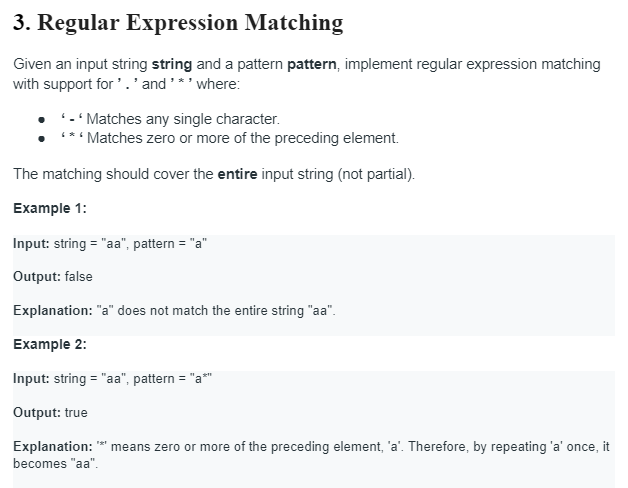 3. Regular Expression Matching
Given an input string string and a pattern pattern, implement regular expression matching
with support for ’ . ’ and ’ * ’ where:
• ‘ - ‘ Matches any single character.
• ‘ * ‘ Matches zero or more of the preceding element.
The matching should cover the entire input string (not partial).
Example 1:
Input: string = "aa", pattern = "a"
Output: false
Explanation: "a" does not match the entire string "aa".
Example 2:
Input: string = "aa", pattern = "a*"
Output: true
Explanation: '*' means zero or more of the preceding element, 'a'. Therefore, by repeating 'a' once, it
becomes "aa".